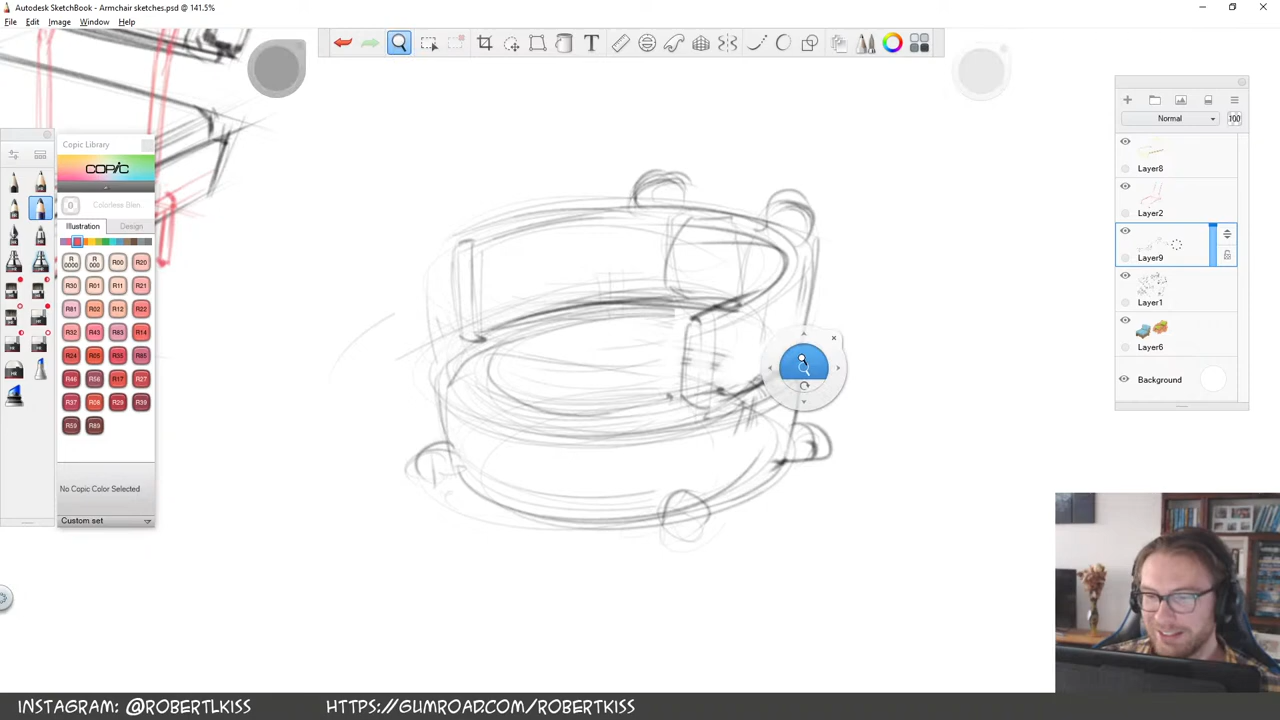 Autodesk SketchBook - Armchair sketches.psd @ 141.5%
File Edit Image Window Help
Copic Library
COPIC
0 Colorless Blen
Illustration Design
R0000 R000 R00 R20
R30 R01 R11 R21
R81 R02 R12 R22
R32 R43 R83 R14
R24 R05 R35 R85
R46 R56 R17 R27
R37 R08 R29 R39
R59 R89
No Copic Color Selected
Custom set
Normal 100
Layer8
Layer2
Layer9
Layer1
Layer6
Background
INSTAGRAM: @ROBERTLKISS HTTPS://GUMROAD.COM/ROBERTKISS